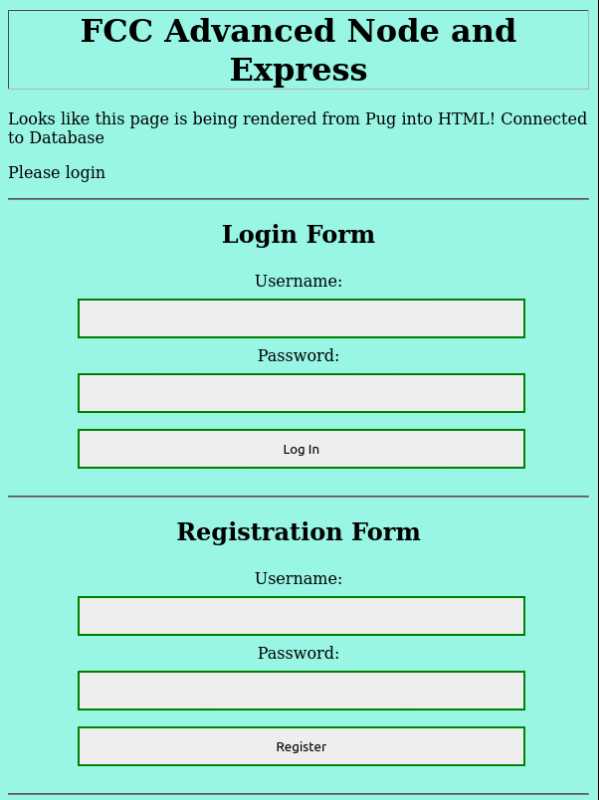 FCC Advanced Node and
Express
Looks like this page is being rendered from Pug into HTML! Connected
to Database
Please login
Login Form
Username:
Password:
Log In
Registration Form
Username:
Password:
Register